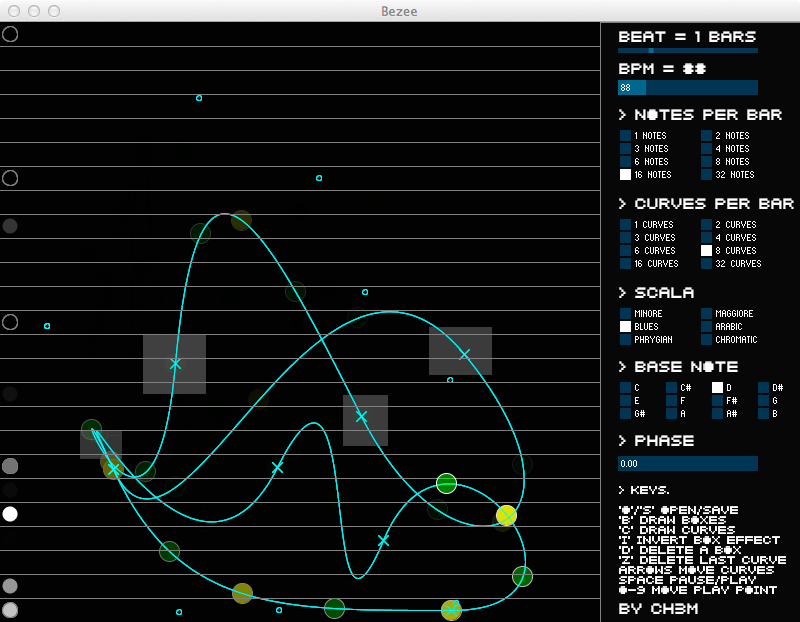 Bezee
BEAT = 1 BARS
BPM = 88
88
> NOTES PER BAR
1 NOTES 2 NOTES
3 NOTES 4 NOTES
6 NOTES 8 NOTES
16 NOTES 32 NOTES
> CURVES PER BAR
1 CURVES 2 CURVES
3 CURVES 4 CURVES
6 CURVES 8 CURVES
16 CURVES 32 CURVES
> SCALA
MINORE MAGGIORE
BLUES ARABIC
PHRYGIAN CHROMATIC
> BASE NOTE
C C# D D#
E F F# G
G# A A# B
> PHASE
0.00
> KEYS.
'O'/'S' OPEN/SAVE
'B' DRAW BOXES
'C' DRAW CURVES
'I' INVERT BOX EFFECT
'D' DELETE A BOX
'Z' DELETE LAST CURVE
ARROWS MOVE CURVES
SPACE PAUSE/PLAY
0-9 MOVE PLAY POINT
BY CH3M